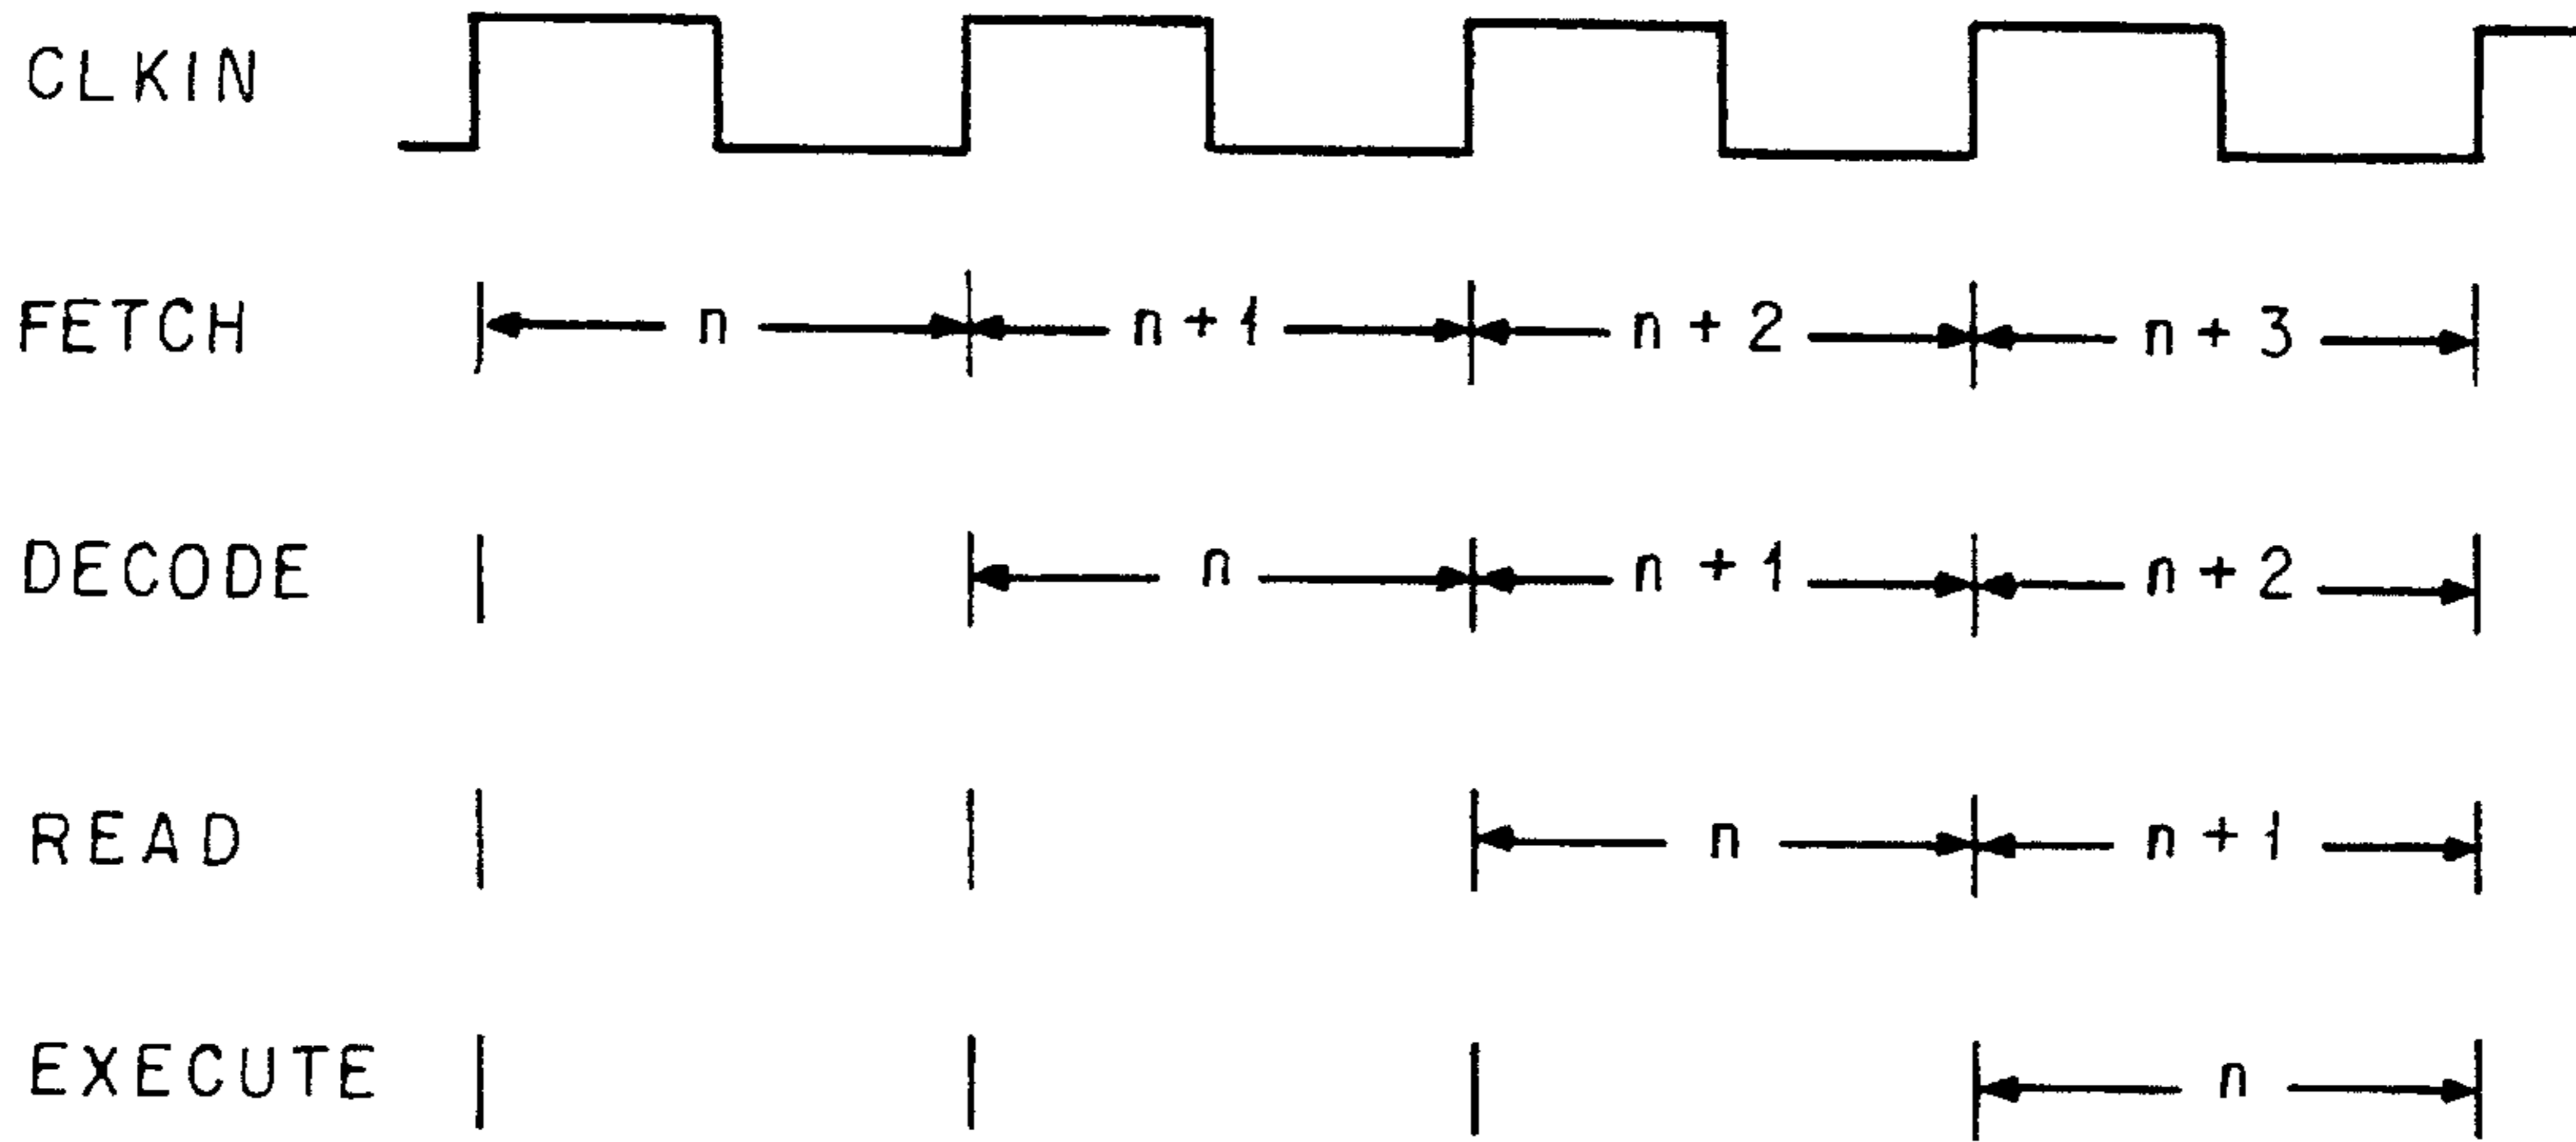 CLKIN
FETCH n n + 1 n + 2 n + 3
DECODE n n + 1 n + 2
READ n n + 1
EXECUTE n